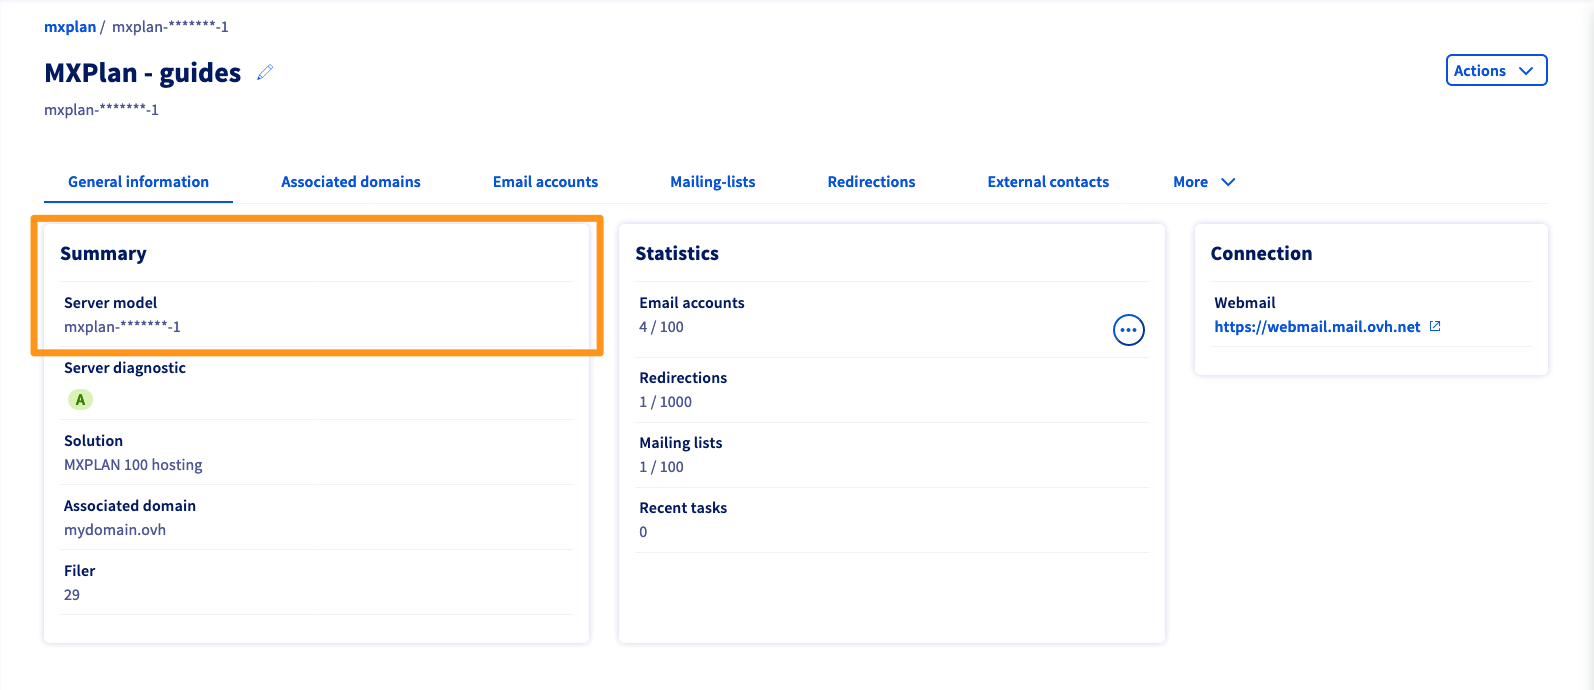 mxplan / mxplan-*******-1
MXPlan - guides
Actions
mxplan-*******-1
General information
Associated domains
Email accounts
Mailing-lists
Redirections
External contacts
More
Summary
Server model
mxplan-*******-1
Server diagnostic
A
Solution
MXPLAN 100 hosting
Associated domain
mydomain.ovh
Filer
29
Statistics
Email accounts
4 / 100
Redirections
1 / 1000
Mailing lists
1 / 100
Recent tasks
0
Connection
Webmail
https://webmail.mail.ovh.net